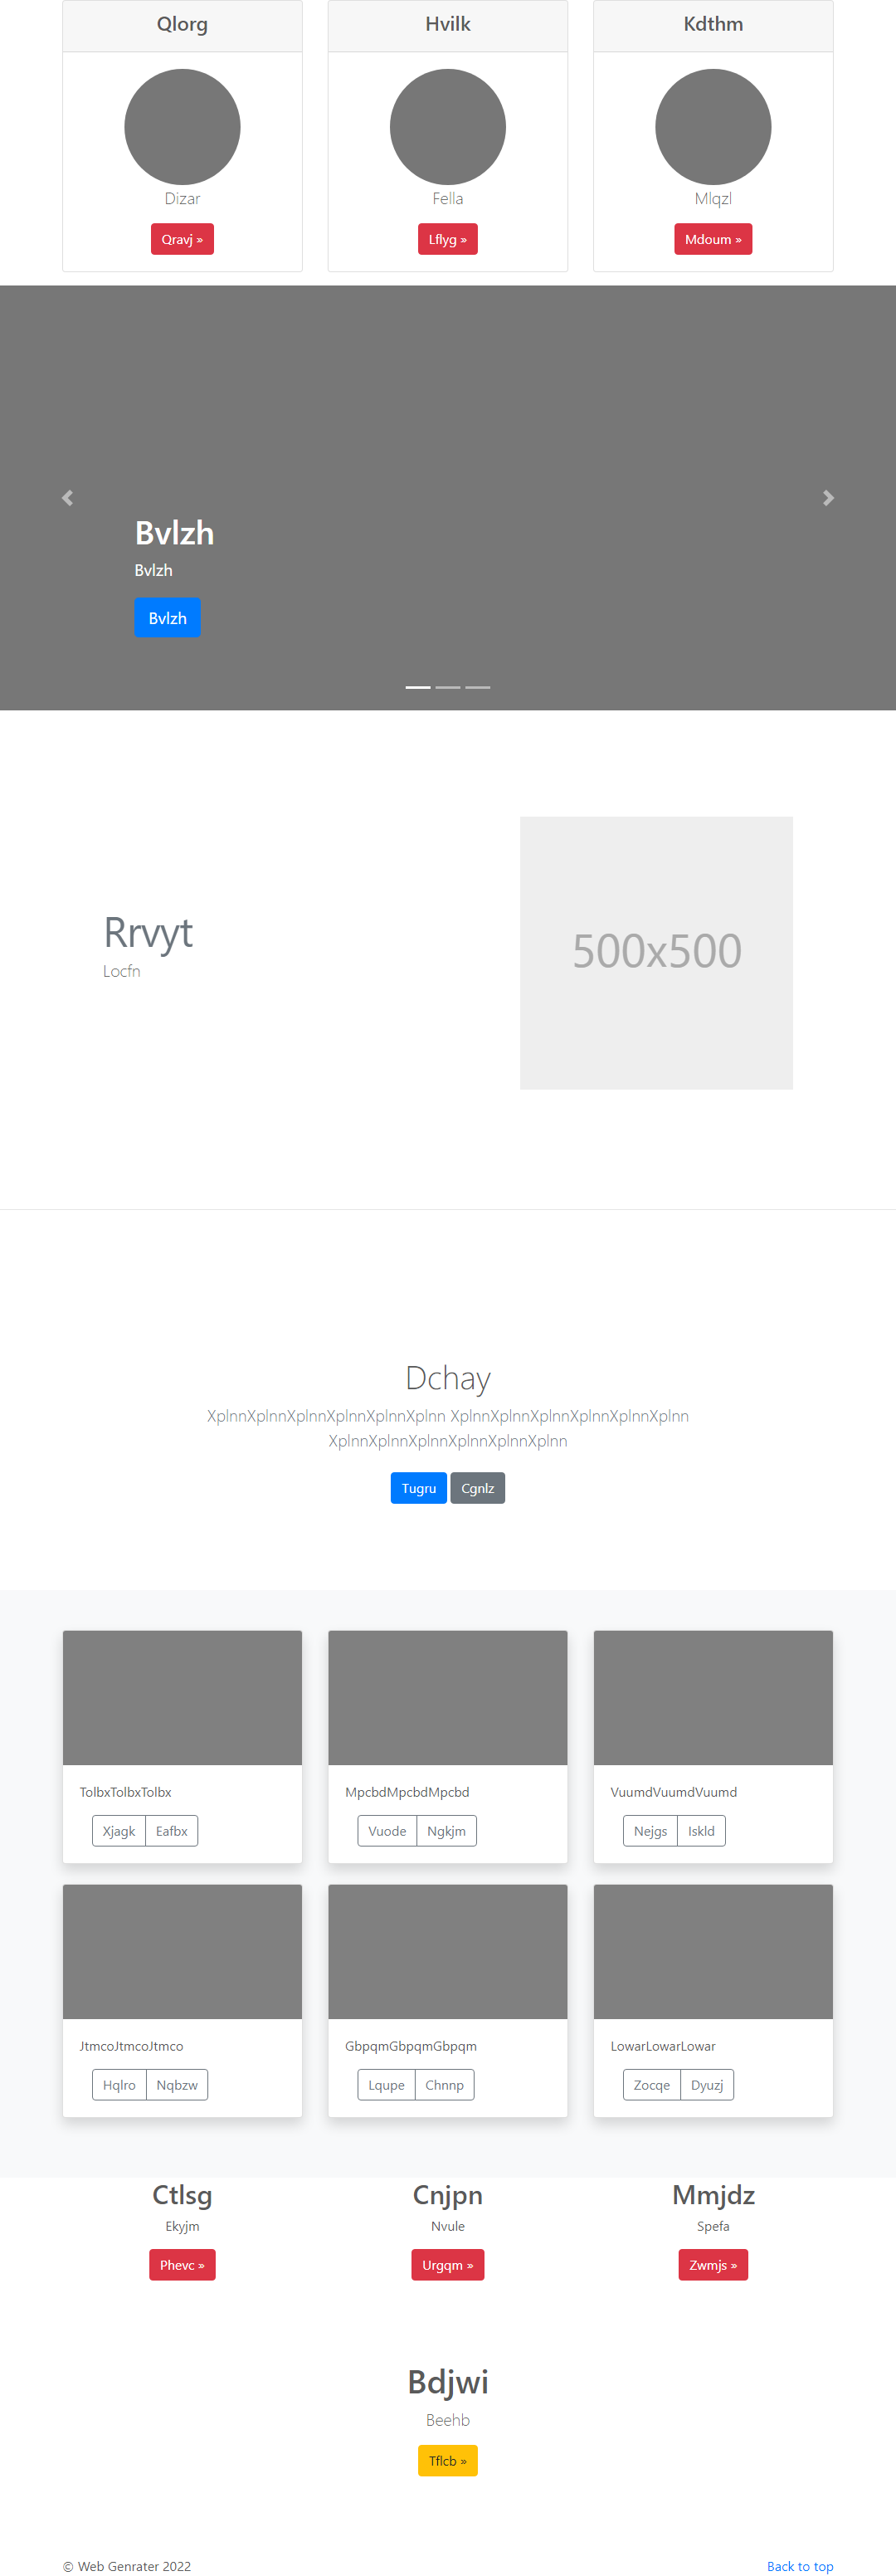 Qlorg
Hvilk
Kdthm
Dizar
Fella
Mlqzl
Qravj »
Lflyg »
Mdoum »
Bvlzh
Bvlzh
Bvlzh
Rrvyt
Locfn
500x500
Dchay
XplnnXplnnXplnnXplnnXplnnXplnn XplnnXplnnXplnnXplnnXplnnXplnn
XplnnXplnnXplnnXplnnXplnnXplnn
Tugru Cgnlz
TolbxTolbxTolbx
MpcbdMpcbdMpcbd
VuumdVuumdVuumd
Xjagk Eafbx
Vuode Ngkjm
Nejgs Iskld
JtmcoJtmcoJtmco
GbpqmGbpqmGbpqm
LowarLowarLowar
Hqlro Nqbzw
Lqupe Chnnp
Zocqe Dyuzj
Ctlsg
Cnjpn
Mmjdz
Ekyjm
Nvule
Spefa
Phevc »
Urgqm »
Zwmjs »
Bdjwi
Beehb
Tflcb »
© Web Genrater 2022
Back to top